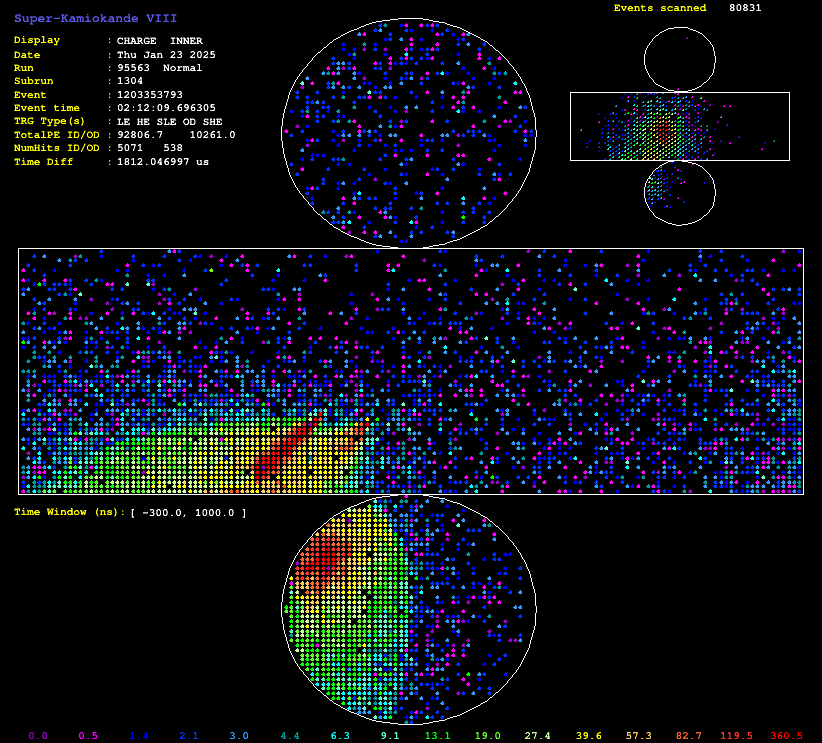 Super-Kamiokande VIII
Events scanned 80831
Display : CHARGE INNER
Date : Thu Jan 23 2025
Run : 95563 Normal
Subrun : 1304
Event : 1203353793
Event time : 02:12:09.696305
TRG Type(s) : LE HE SLE OD SHE
TotalPE ID/OD : 92806.7 10261.0
NumHits ID/OD : 5071 538
Time Diff : 1812.046997 us
Time Window (ns): [ -300.0, 1000.0 ]
0.0 0.5 1.4 2.1 3.0 4.4 6.3 9.1 13.1 19.0 27.4 39.6 57.3 82.7 119.5 360.5